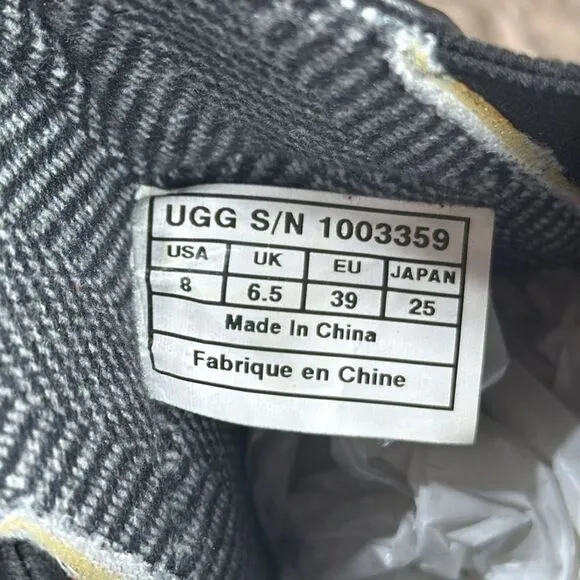 UGG S/N 1003359
USA UK EU JAPAN
8 6.5 39 25
Made In China
Fabrique en Chine